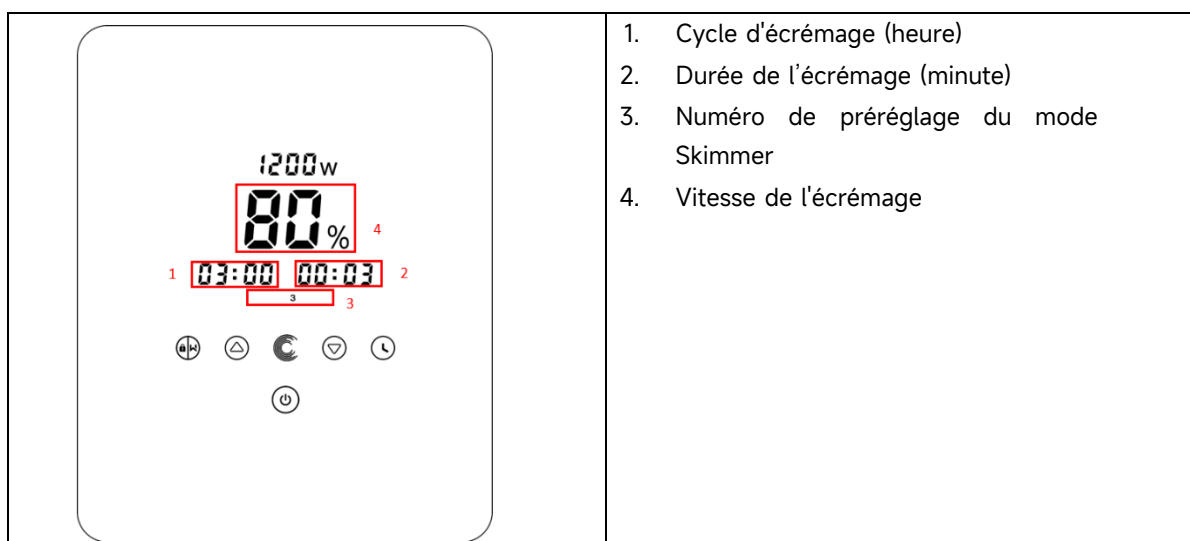 1200w
80%
4
1 03:00 00:03 2
3
3
1. Cycle d'écrémage (heure)
2. Durée de l’écrémage (minute)
3. Numéro de préréglage du mode
Skimmer
4. Vitesse de l'écrémage